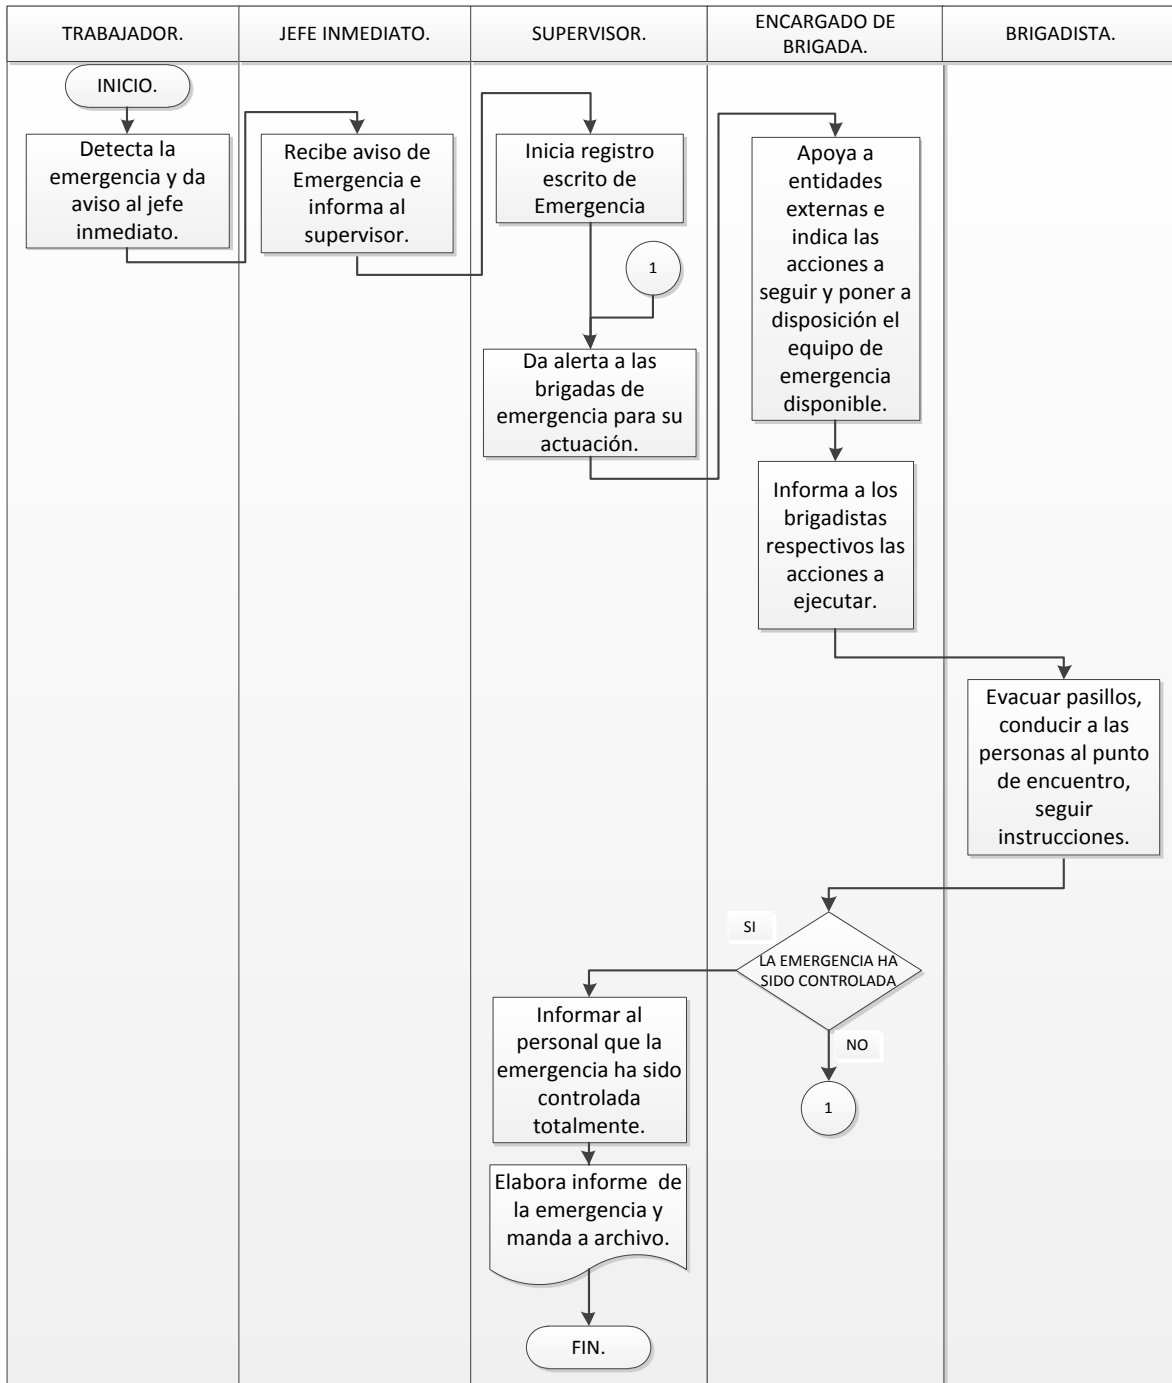 TRABAJADOR.
JEFE INMEDIATO.
SUPERVISOR.
ENCARGADO DE
BRIGADA.
BRIGADISTA.
INICIO.
Detecta la
emergencia y da
aviso al jefe
inmediato.
Recibe aviso de
Emergencia e
informa al
supervisor.
Inicia registro
escrito de
Emergencia
1
Da alerta a las
brigadas de
emergencia para su
actuación.
Apoya a
entidades
externas e
indica las
acciones a
seguir y poner a
disposición el
equipo de
emergencia
disponible.
Informa a los
brigadistas
respectivos las
acciones a
ejecutar.
Evacuar pasillos,
conducir a las
personas al punto
de encuentro,
seguir
instrucciones.
LA EMERGENCIA HA
SIDO CONTROLADA
SI
NO
1
Informar al
personal que la
emergencia ha sido
controlada
totalmente.
Elabora informe  de
la emergencia y
manda a archivo.
FIN.